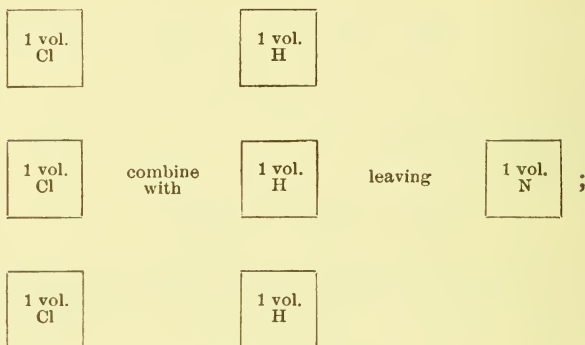 1 vol.
Cl
1 vol.
H
1 vol.
Cl
combine
with
1 vol.
H
leaving
1 vol.
N
;
1 vol.
Cl
1 vol.
H